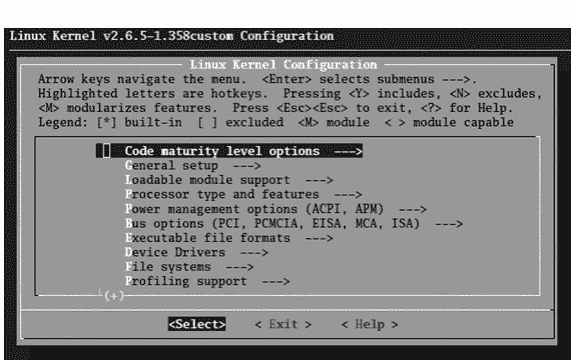 Linux Kernel v2.6.5-1.358custom Configuration
Linux Kernel Configuration
Arrow keys navigate the menu. <Enter> selects submenus --->.
Highlighted letters are hotkeys. Pressing <Y> includes, <N> excludes,
<M> modularizes features. Press <Esc><Esc> to exit, <?> for Help.
Legend: [*] built-in [ ] excluded <M> module < > module capable
Code maturity level options --->
General setup --->
Loadable module support --->
Processor type and features --->
Power management options (ACPI, APM) --->
Bus options (PCI, PCMCIA, EISA, MCA, ISA) --->
Executable file formats --->
Device Drivers --->
File systems --->
Profiling support --->
(+)
<Select> < Exit > < Help >